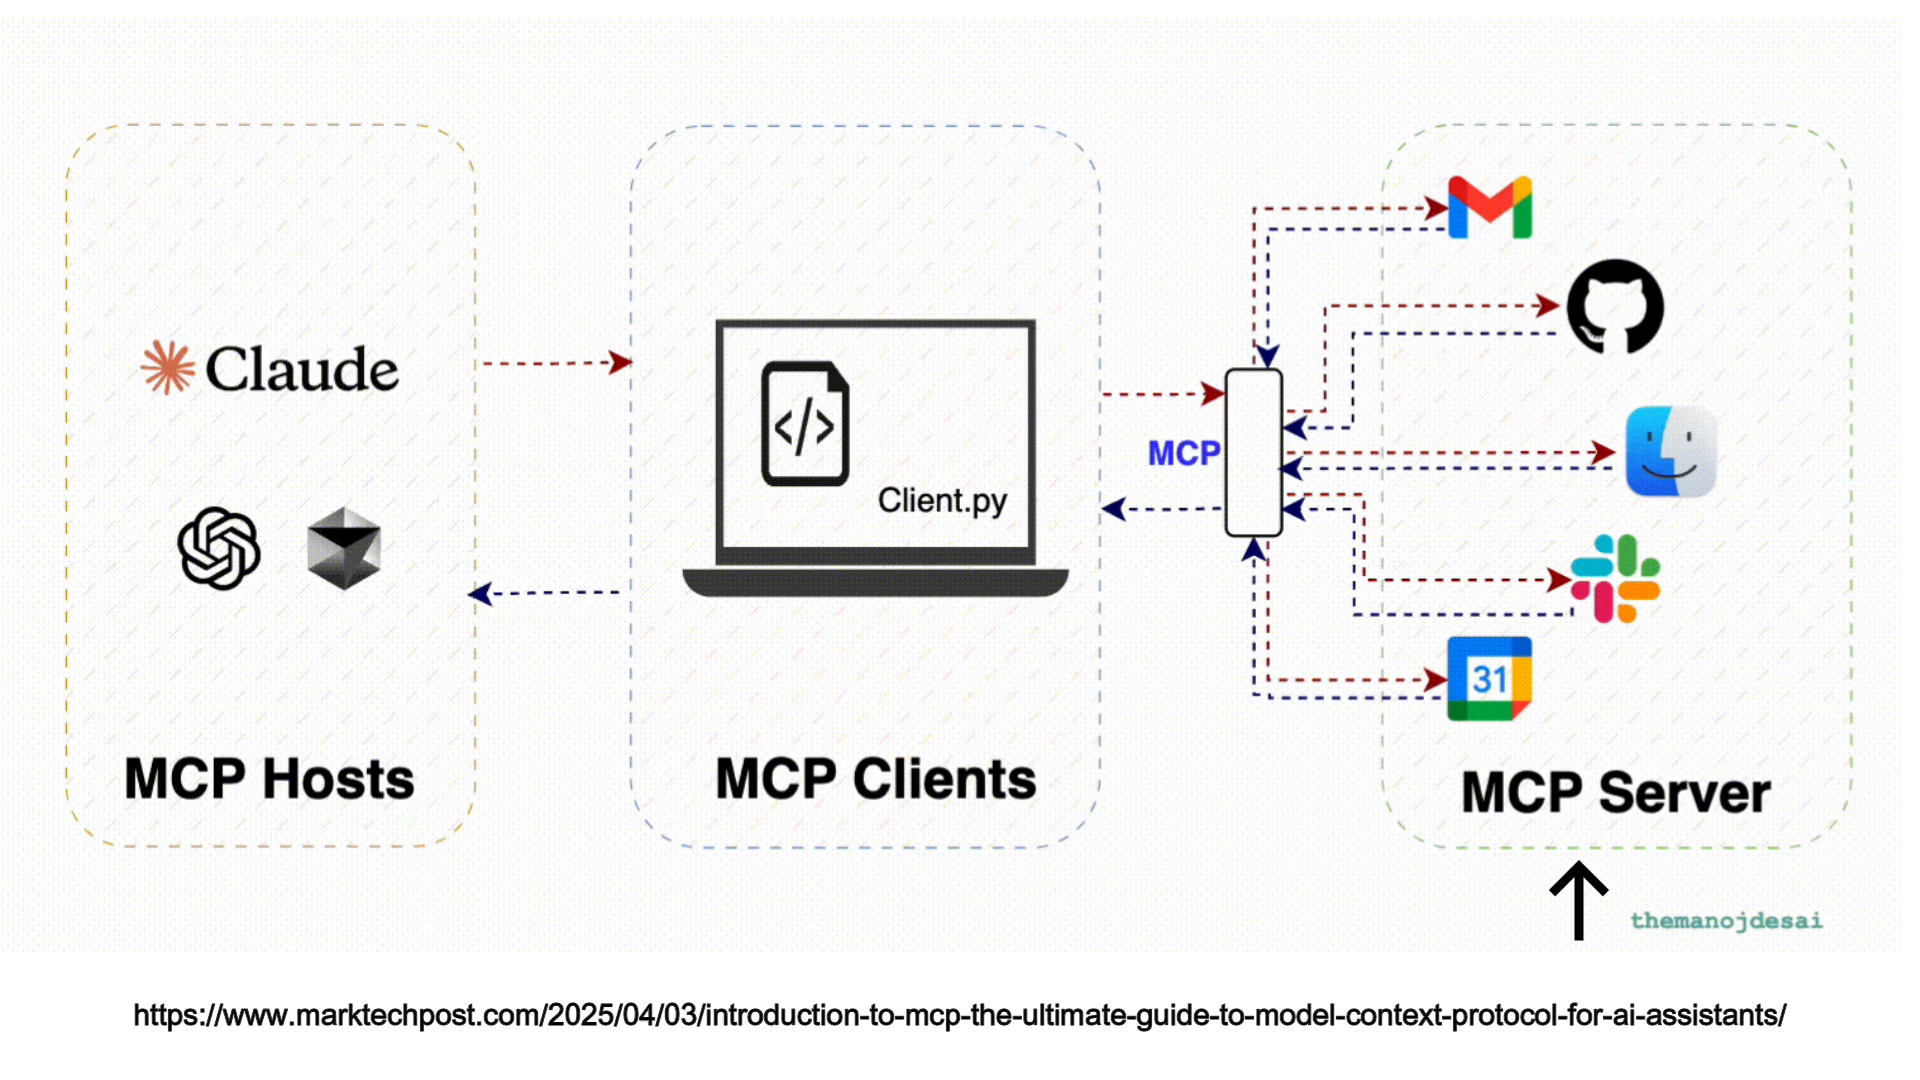 Claude
MCP Hosts
</>
Client.py
MCP Clients
MCP
31
MCP Server
themanojdesai
https://www.marktechpost.com/2025/04/03/introduction-to-mcp-the-ultimate-guide-to-model-context-protocol-for-ai-assistants/